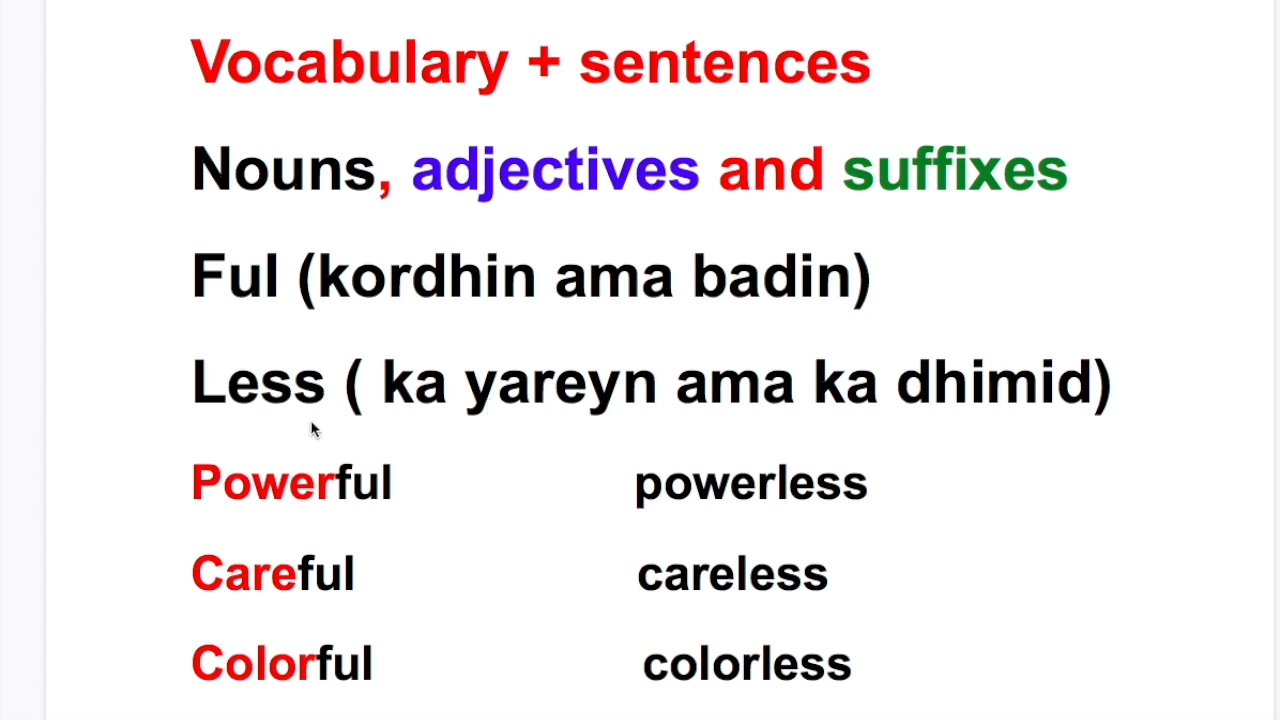 Vocabulary + sentences
Nouns, adjectives and suffixes
Ful (kordhin ama badin)
Less ( ka yareyn ama ka dhimid)
Powerful powerless
Careful careless
Colorful colorless